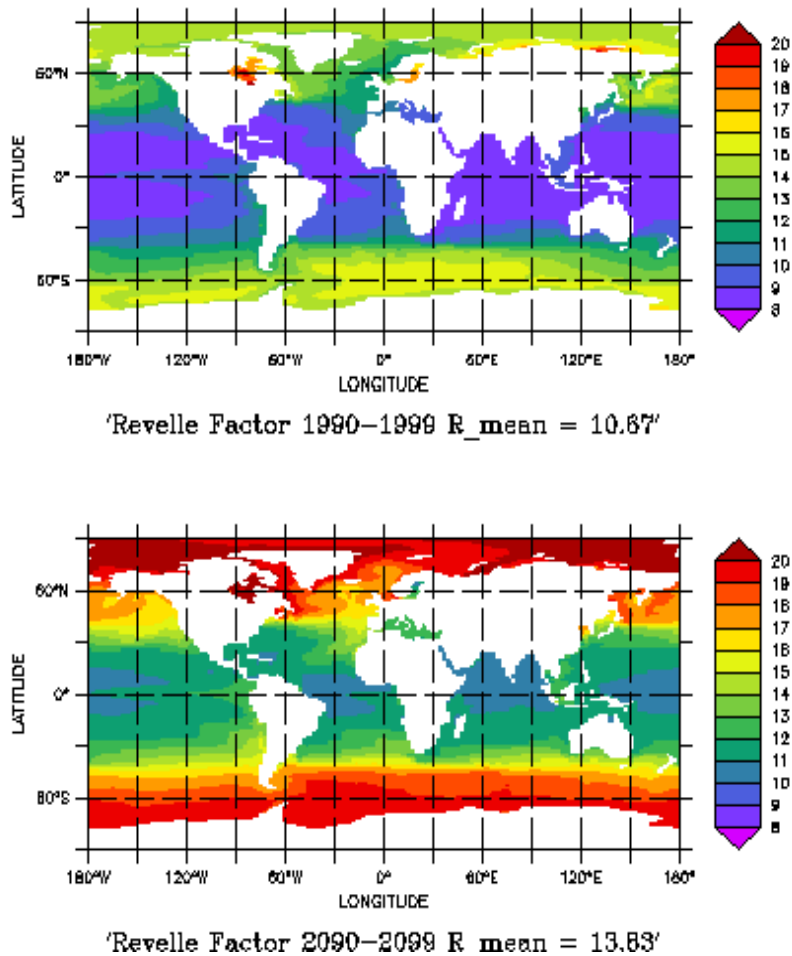 60°N
0°
60°S
LATITUDE
180°W 120°W 60°W 0° 60°E 120°E 180°
LONGITUDE
20
19
18
17
16
15
14
13
12
11
10
9
8
'Revelle Factor 1990–1999 R_mean = 10.67'
60°N
0°
60°S
LATITUDE
180°W 120°W 60°W 0° 60°E 120°E 180°
LONGITUDE
20
19
18
17
16
15
14
13
12
11
10
9
8
'Revelle Factor 2090–2099 R_mean = 13.63'